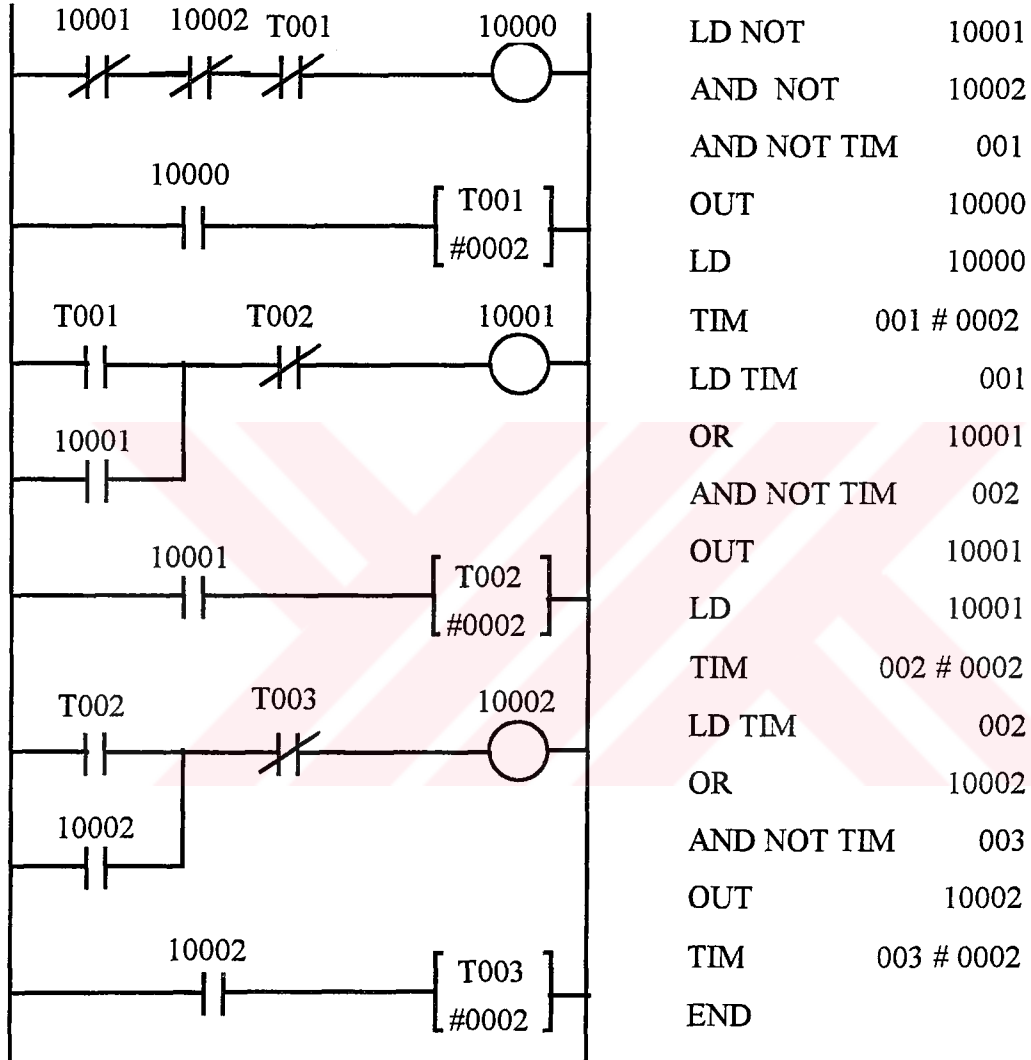 10001 10002 T001 10000
10000
T001
#0002
T001 T002 10001
10001
10001
T002
#0002
T002 T003 10002
10002
10002
T003
#0002
LD NOT 10001
AND NOT 10002
AND NOT TIM 001
OUT 10000
LD 10000
TIM 001 # 0002
LD TIM 001
OR 10001
AND NOT TIM 002
OUT 10001
LD 10001
TIM 002 # 0002
LD TIM 002
OR 10002
AND NOT TIM 003
OUT 10002
TIM 003 # 0002
END